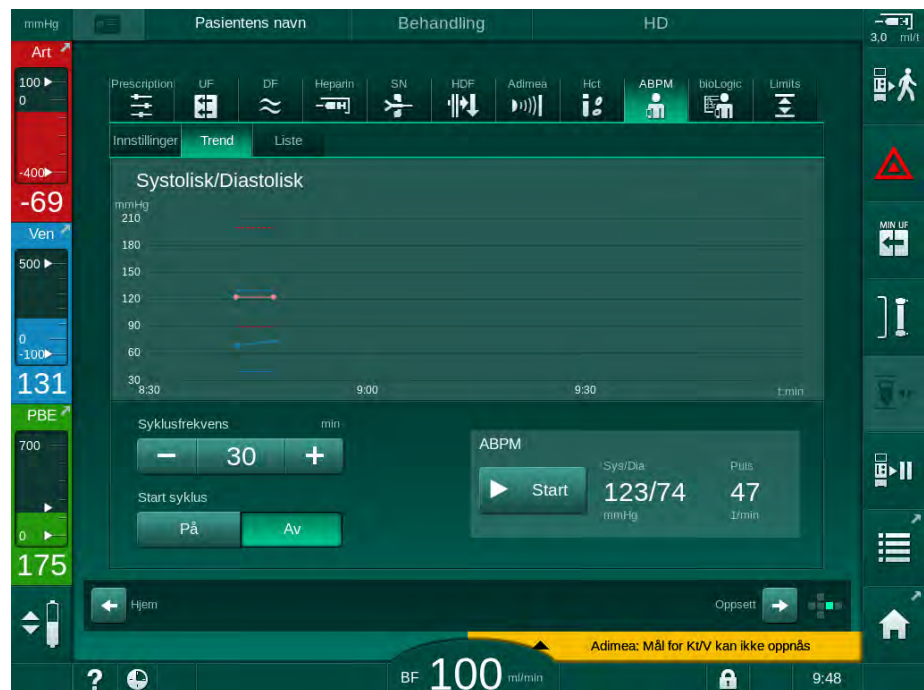 mmHg Pasientens navn Behandling HD 3,0 ml/t
Art
100
0
-400
-69
Ven
500
0
-100
131
PBE
700
0
175
Prescription UF DF Heparin SN HDF Adimea Hct ABPM bioLogic Limits
Innstillinger Trend Liste
Systolisk/Diastolisk
mmHg
210
180
150
120
90
60
30
8:30 9:00 9:30 t:min
Syklusfrekvens min
30
Start syklus
På Av
ABPM
Start
Sys/Dia Puls
123/74 47
mmHg 1/min
MIN UF
Hjem Oppsett
Adimea: Mål for Kt/V kan ikke oppnås
? BF 100 ml/min 9:48